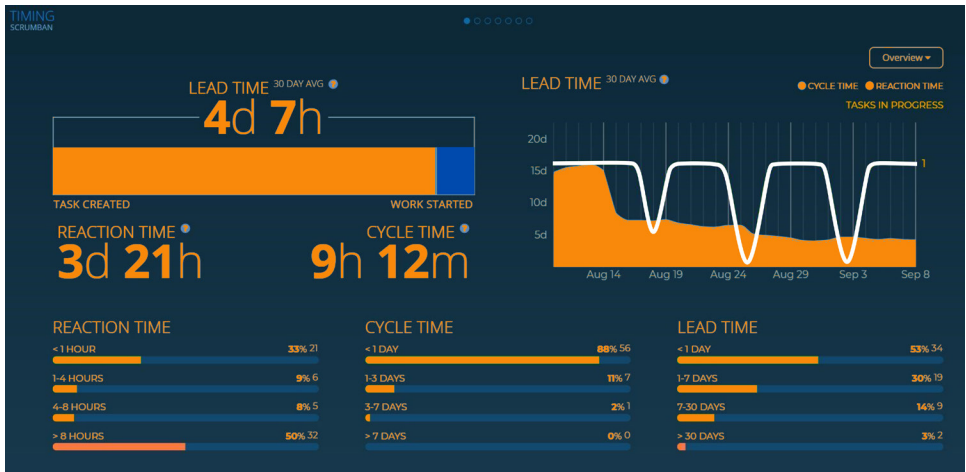 TIMING
SCRUMBAN
Overview
LEAD TIME 30 DAY AVG ?
4d 7h
TASK CREATED WORK STARTED
REACTION TIME ?
3d 21h
CYCLE TIME ?
9h 12m
LEAD TIME 30 DAY AVG ?
CYCLE TIME REACTION TIME
TASKS IN PROGRESS
20d
15d
10d
5d
1
Aug 14 Aug 19 Aug 24 Aug 29 Sep 3 Sep 8
REACTION TIME
<1 HOUR 33% 21
1-4 HOURS 9% 6
4-8 HOURS 8% 5
> 8 HOURS 50% 32
CYCLE TIME
<1 DAY 88% 56
1-3 DAYS 11% 7
3-7 DAYS 2% 1
> 7 DAYS 0% 0
LEAD TIME
<1 DAY 53% 34
1-7 DAYS 30% 19
7-30 DAYS 14% 9
> 30 DAYS 3% 2